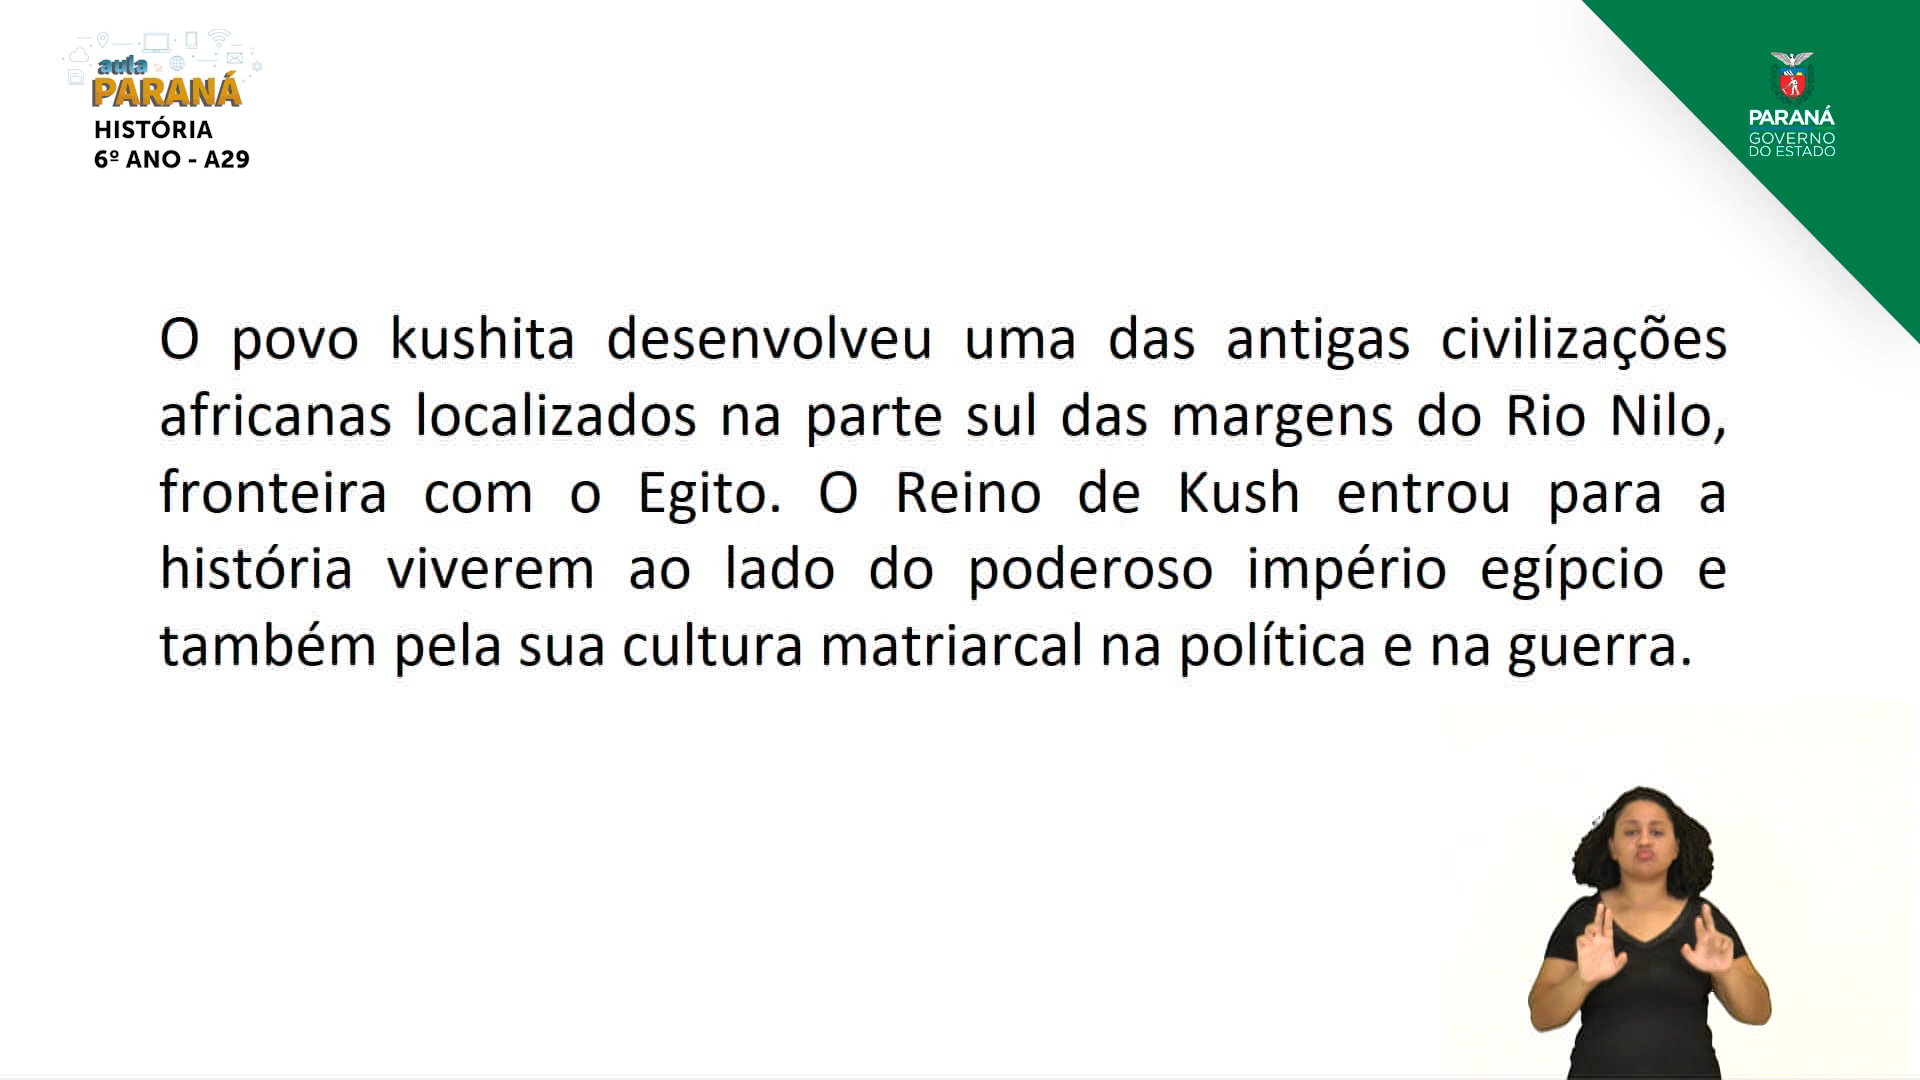 aula
PARANÁ
HISTÓRIA
6º ANO - A29
PARANÁ
GOVERNO
DO ESTADO
O povo kushita desenvolveu uma das antigas civilizações
africanas localizados na parte sul das margens do Rio Nilo,
fronteira com o Egito. O Reino de Kush entrou para a
história viverem ao lado do poderoso império egípcio e
também pela sua cultura matriarcal na política e na guerra.